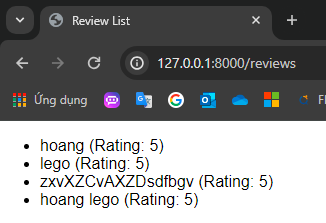 Review List
127.0.0.1:8000/reviews
Ứng dụng
hoang (Rating: 5)
lego (Rating: 5)
zxvXZCvAXZDsdfbgv (Rating: 5)
hoang lego (Rating: 5)